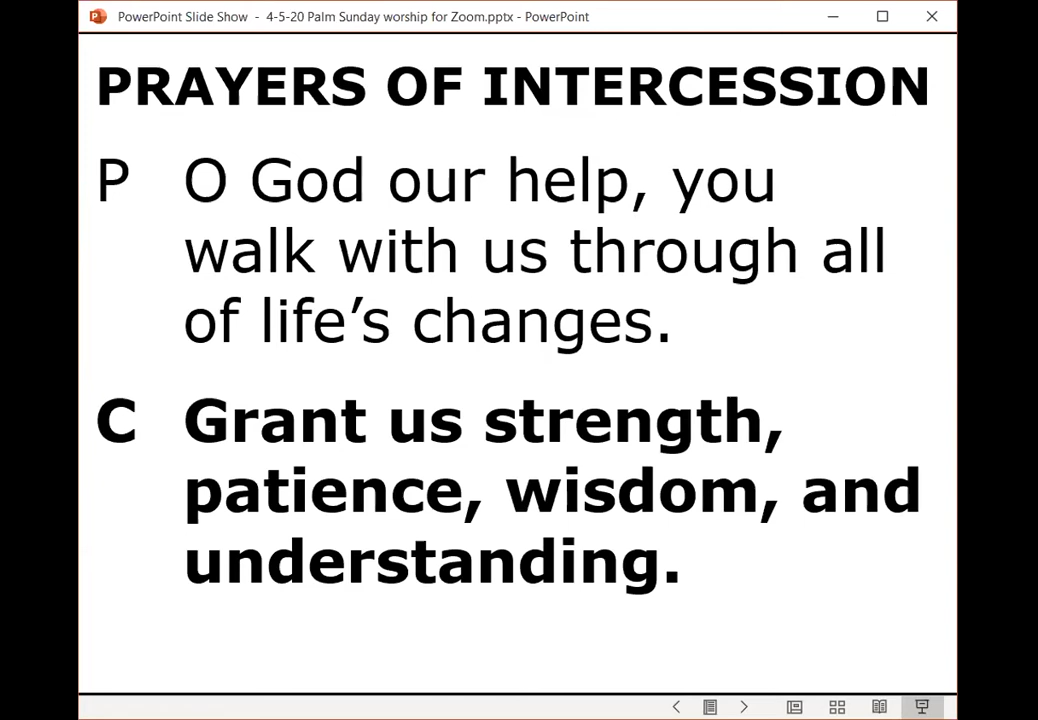 PowerPoint Slide Show - 4-5-20 Palm Sunday worship for Zoom.pptx - PowerPoint
PRAYERS OF INTERCESSION
P O God our help, you
walk with us through all
of life’s changes.
C Grant us strength,
patience, wisdom, and
understanding.